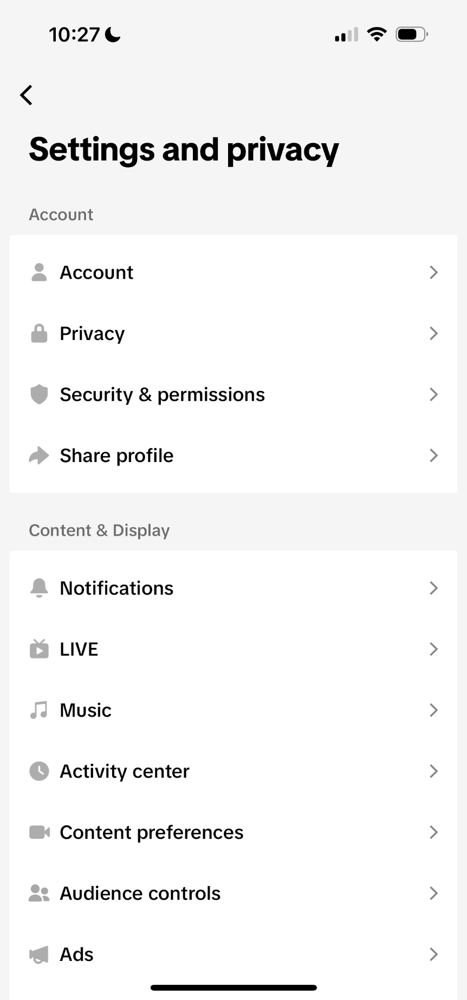 10:27
Settings and privacy
Account
Account
Privacy
Security & permissions
Share profile
Content & Display
Notifications
LIVE
Music
Activity center
Content preferences
Audience controls
Ads